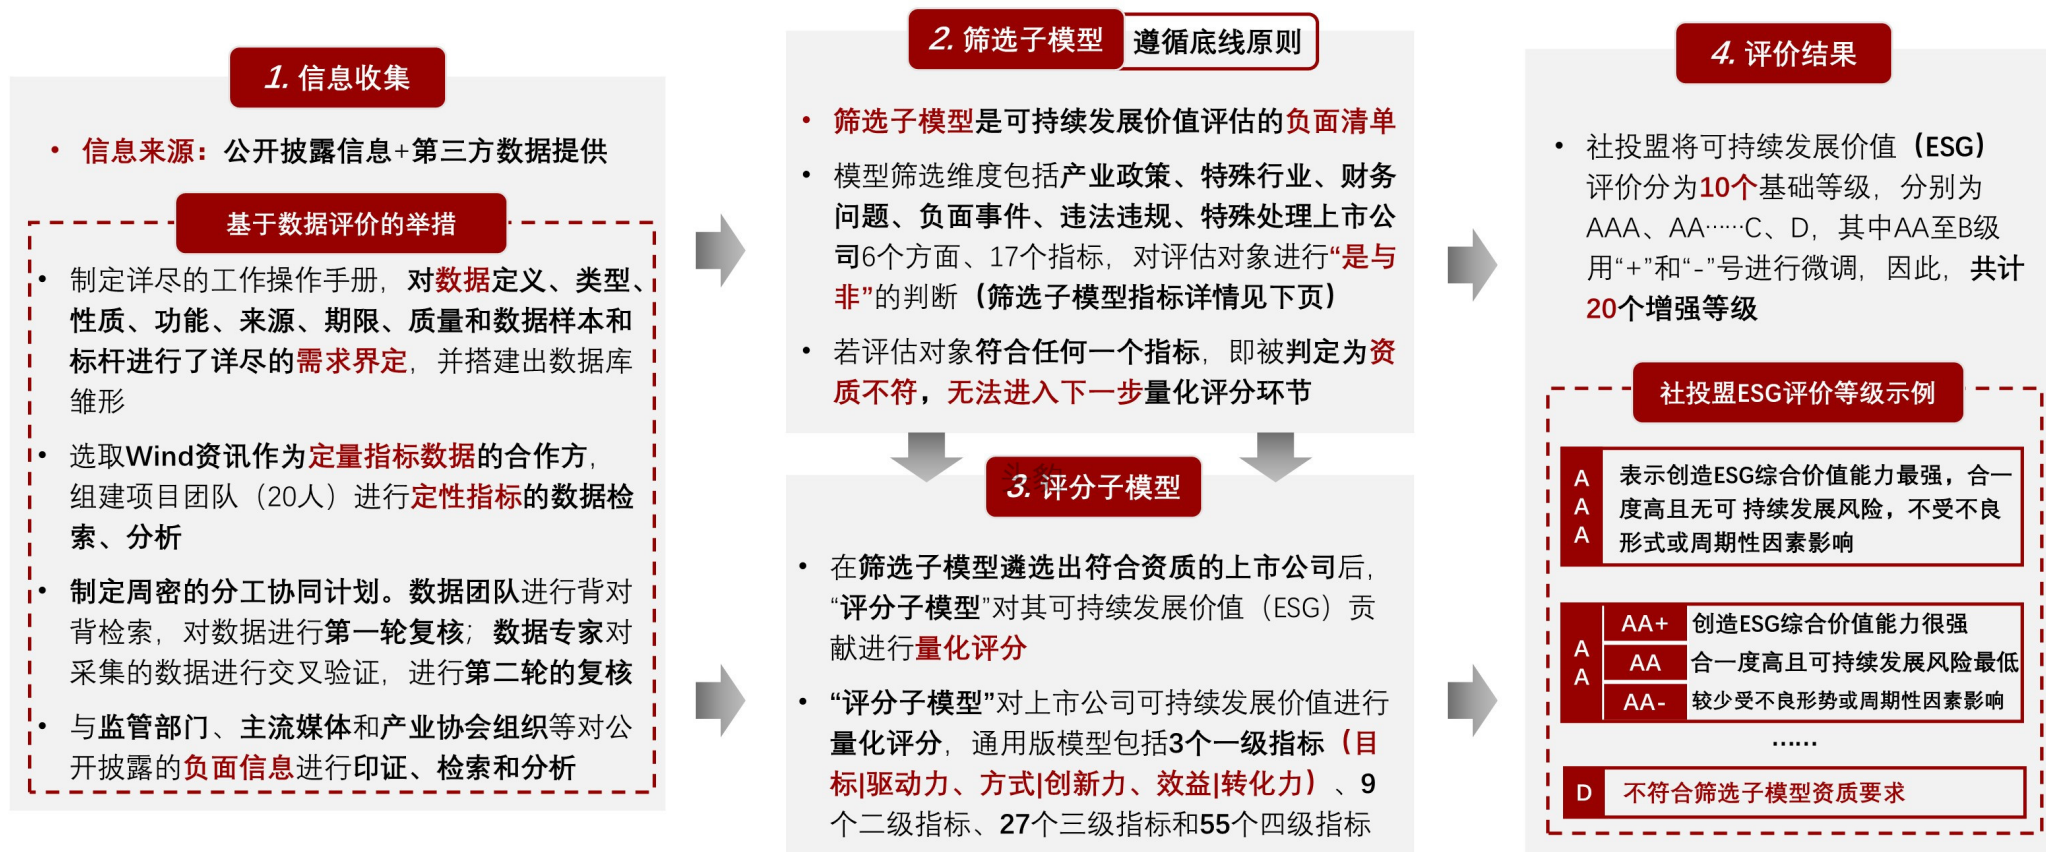 1. 信息收集
• 信息来源：公开披露信息+第三方数据提供
基于数据评价的举措
• 制定详尽的工作操作手册，对数据定义、类型、
性质、功能、来源、期限、质量和数据样本和
标杆进行了详尽的需求界定，并搭建出数据库
雏形
• 选取Wind资讯作为定量指标数据的合作方，
组建项目团队（20人）进行定性指标的数据检
索、分析
• 制定周密的分工协同计划。数据团队进行背对
背检索，对数据进行第一轮复核；数据专家对
采集的数据进行交叉验证，进行第二轮的复核
• 与监管部门、主流媒体和产业协会组织等对公
开披露的负面信息进行印证、检索和分析
2. 筛选子模型 遵循底线原则
• 筛选子模型是可持续发展价值评估的负面清单
• 模型筛选维度包括产业政策、特殊行业、财务
问题、负面事件、违法违规、特殊处理上市公
司6个方面、17个指标，对评估对象进行“是与
非”的判断（筛选子模型指标详情见下页）
• 若评估对象符合任何一个指标，即被判定为资
质不符，无法进入下一步量化评分环节
3. 评分子模型
• 在筛选子模型遴选出符合资质的上市公司后，
“评分子模型”对其可持续发展价值（ESG）贡
献进行量化评分
• “评分子模型”对上市公司可持续发展价值进行
量化评分，通用版模型包括3个一级指标（目
标|驱动力、方式|创新力、效益|转化力）、9
个二级指标、27个三级指标和55个四级指标
4. 评价结果
• 社投盟将可持续发展价值（ESG）
评价分为10个基础等级，分别为
AAA、AA……C、D，其中AA至B级
用“+”和“-”号进行微调，因此，共计
20个增强等级
社投盟ESG评价等级示例
AAA
表示创造ESG综合价值能力最强，合一
度高且无可 持续发展风险，不受不良
形式或周期性因素影响
AA
AA+ 创造ESG综合价值能力很强
AA 合一度高且可持续发展风险最低
AA- 较少受不良形势或周期性因素影响
……
D 不符合筛选子模型资质要求